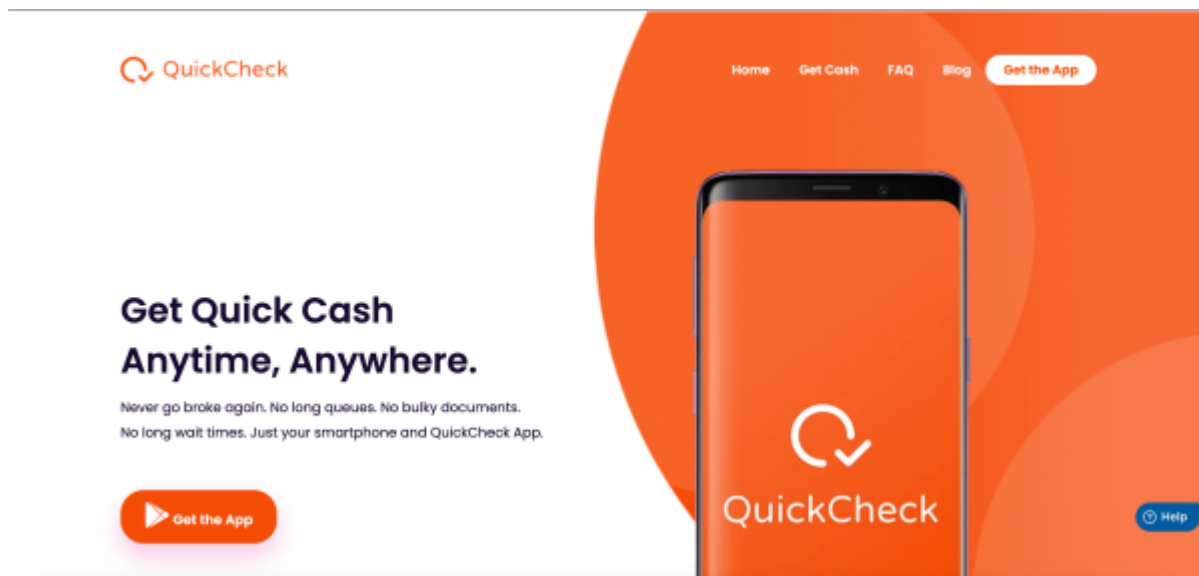 QuickCheck
Home Get Cash FAQ Blog Get the App
Get Quick Cash
Anytime, Anywhere.
Never go broke again. No long queues. No bulky documents.
No long wait times. Just your smartphone and QuickCheck App.
Get the App
QuickCheck
Help